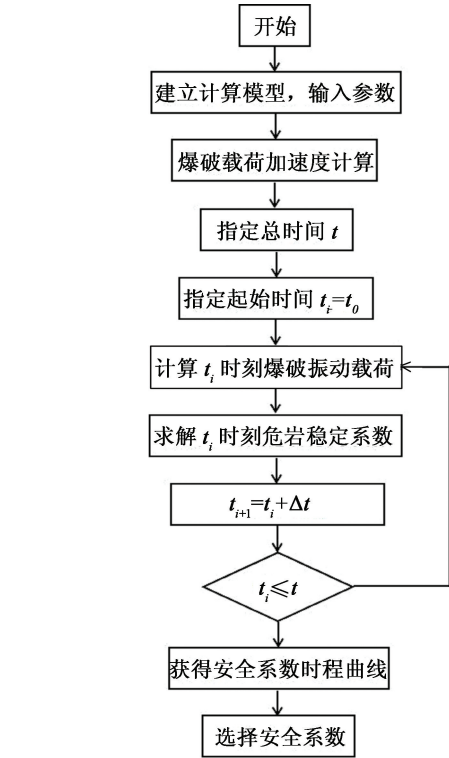 开始
建立计算模型，输入参数
爆破载荷加速度计算
指定总时间 t
指定起始时间 ti=t0
计算 ti 时刻爆破振动载荷
求解 ti 时刻危岩稳定系数
ti+1=ti+Δt
ti≤t
获得安全系数时程曲线
选择安全系数